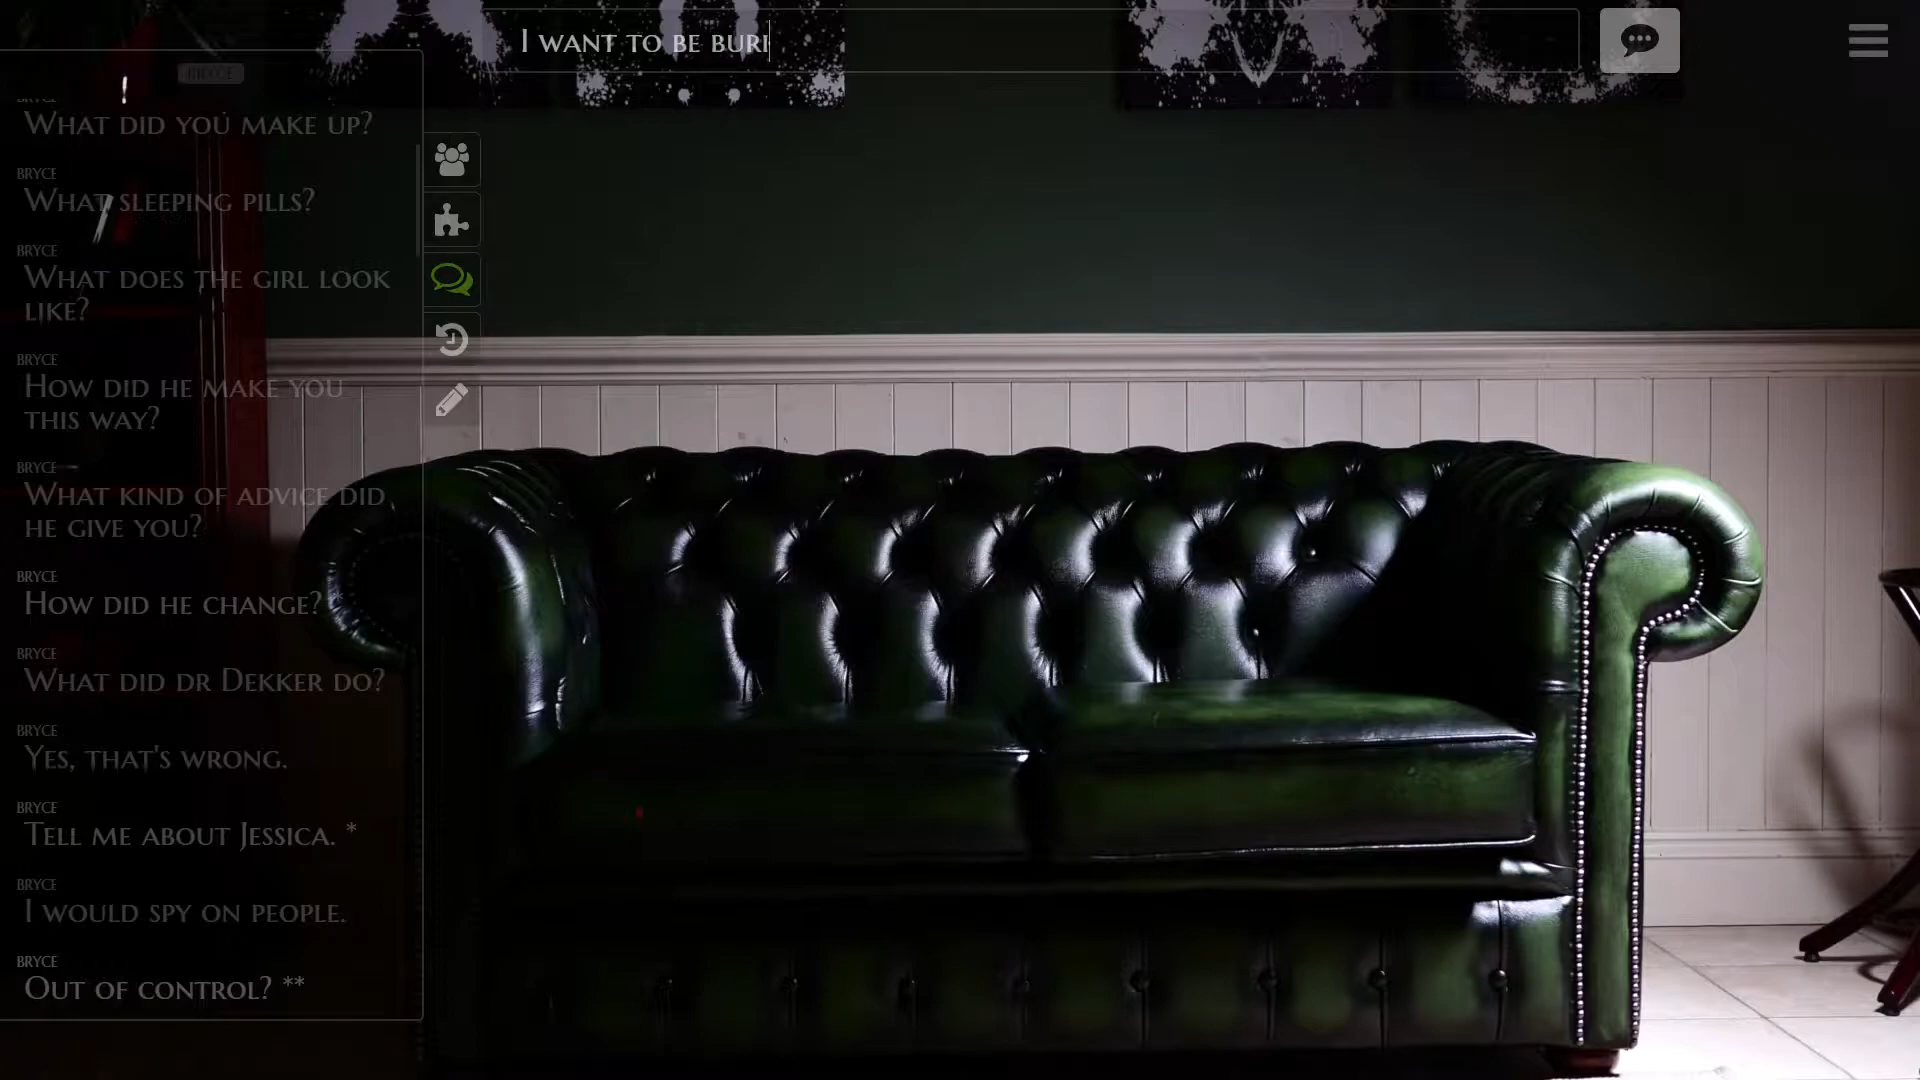 I WANT TO BE BURI
BRYCE
BRYCE
WHAT DID YOU MAKE UP?
BRYCE
WHAT SLEEPING PILLS?
BRYCE
WHAT DOES THE GIRL LOOK
LIKE?
BRYCE
HOW DID HE MAKE YOU
THIS WAY?
BRYCE
WHAT KIND OF ADVICE DID
HE GIVE YOU?
BRYCE
HOW DID HE CHANGE? *
BRYCE
WHAT DID DR DEKKER DO?
BRYCE
YES, THAT'S WRONG.
BRYCE
TELL ME ABOUT JESSICA. *
BRYCE
I WOULD SPY ON PEOPLE.
BRYCE
OUT OF CONTROL? **